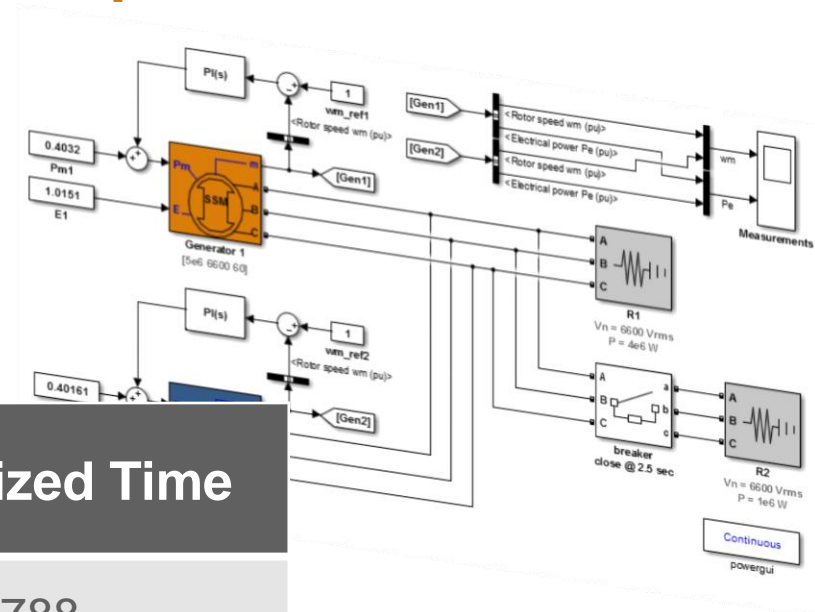 PI(s)
1
wm_ref1
<Rotor speed wm (pu)>
0.4032
Pm1
1.0151
E1
Pm
m
E
SSM
A
B
C
Generator 1
[5e6 6600 60]
[Gen1]
[Gen1]
[Gen2]
<Rotor speed wm (pu)>
<Electrical power Pe (pu)>
<Rotor speed wm (pu)>
<Electrical power Pe (pu)>
wm
Pe
Measurements
A
B
C
R1
Vn = 6600 Vrms
P = 4e6 W
PI(s)
1
wm_ref2
<Rotor speed wm (pu)>
0.40161
[Gen2]
A
B
C
a
b
c
breaker
close @ 2.5 sec
A
B
C
R2
Vn = 6600 Vrms
P = 1e6 W
Continuous
powergui
ized Time